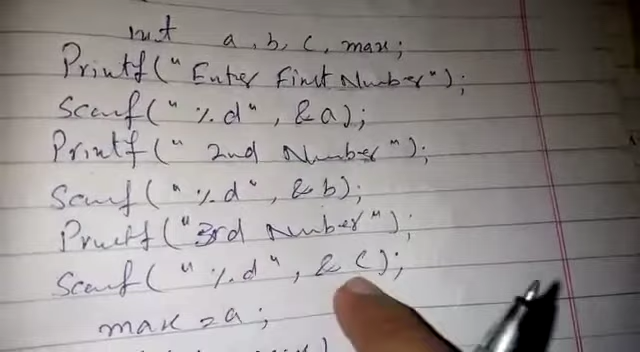 int a, b, c, max;
Printf(" Enter First Number");
Scanf(" %d", &a);
Printf(" 2nd Number");
Scanf(" %d", &b);
Printf("3rd Number");
Scanf(" %d", &c);
max = a;